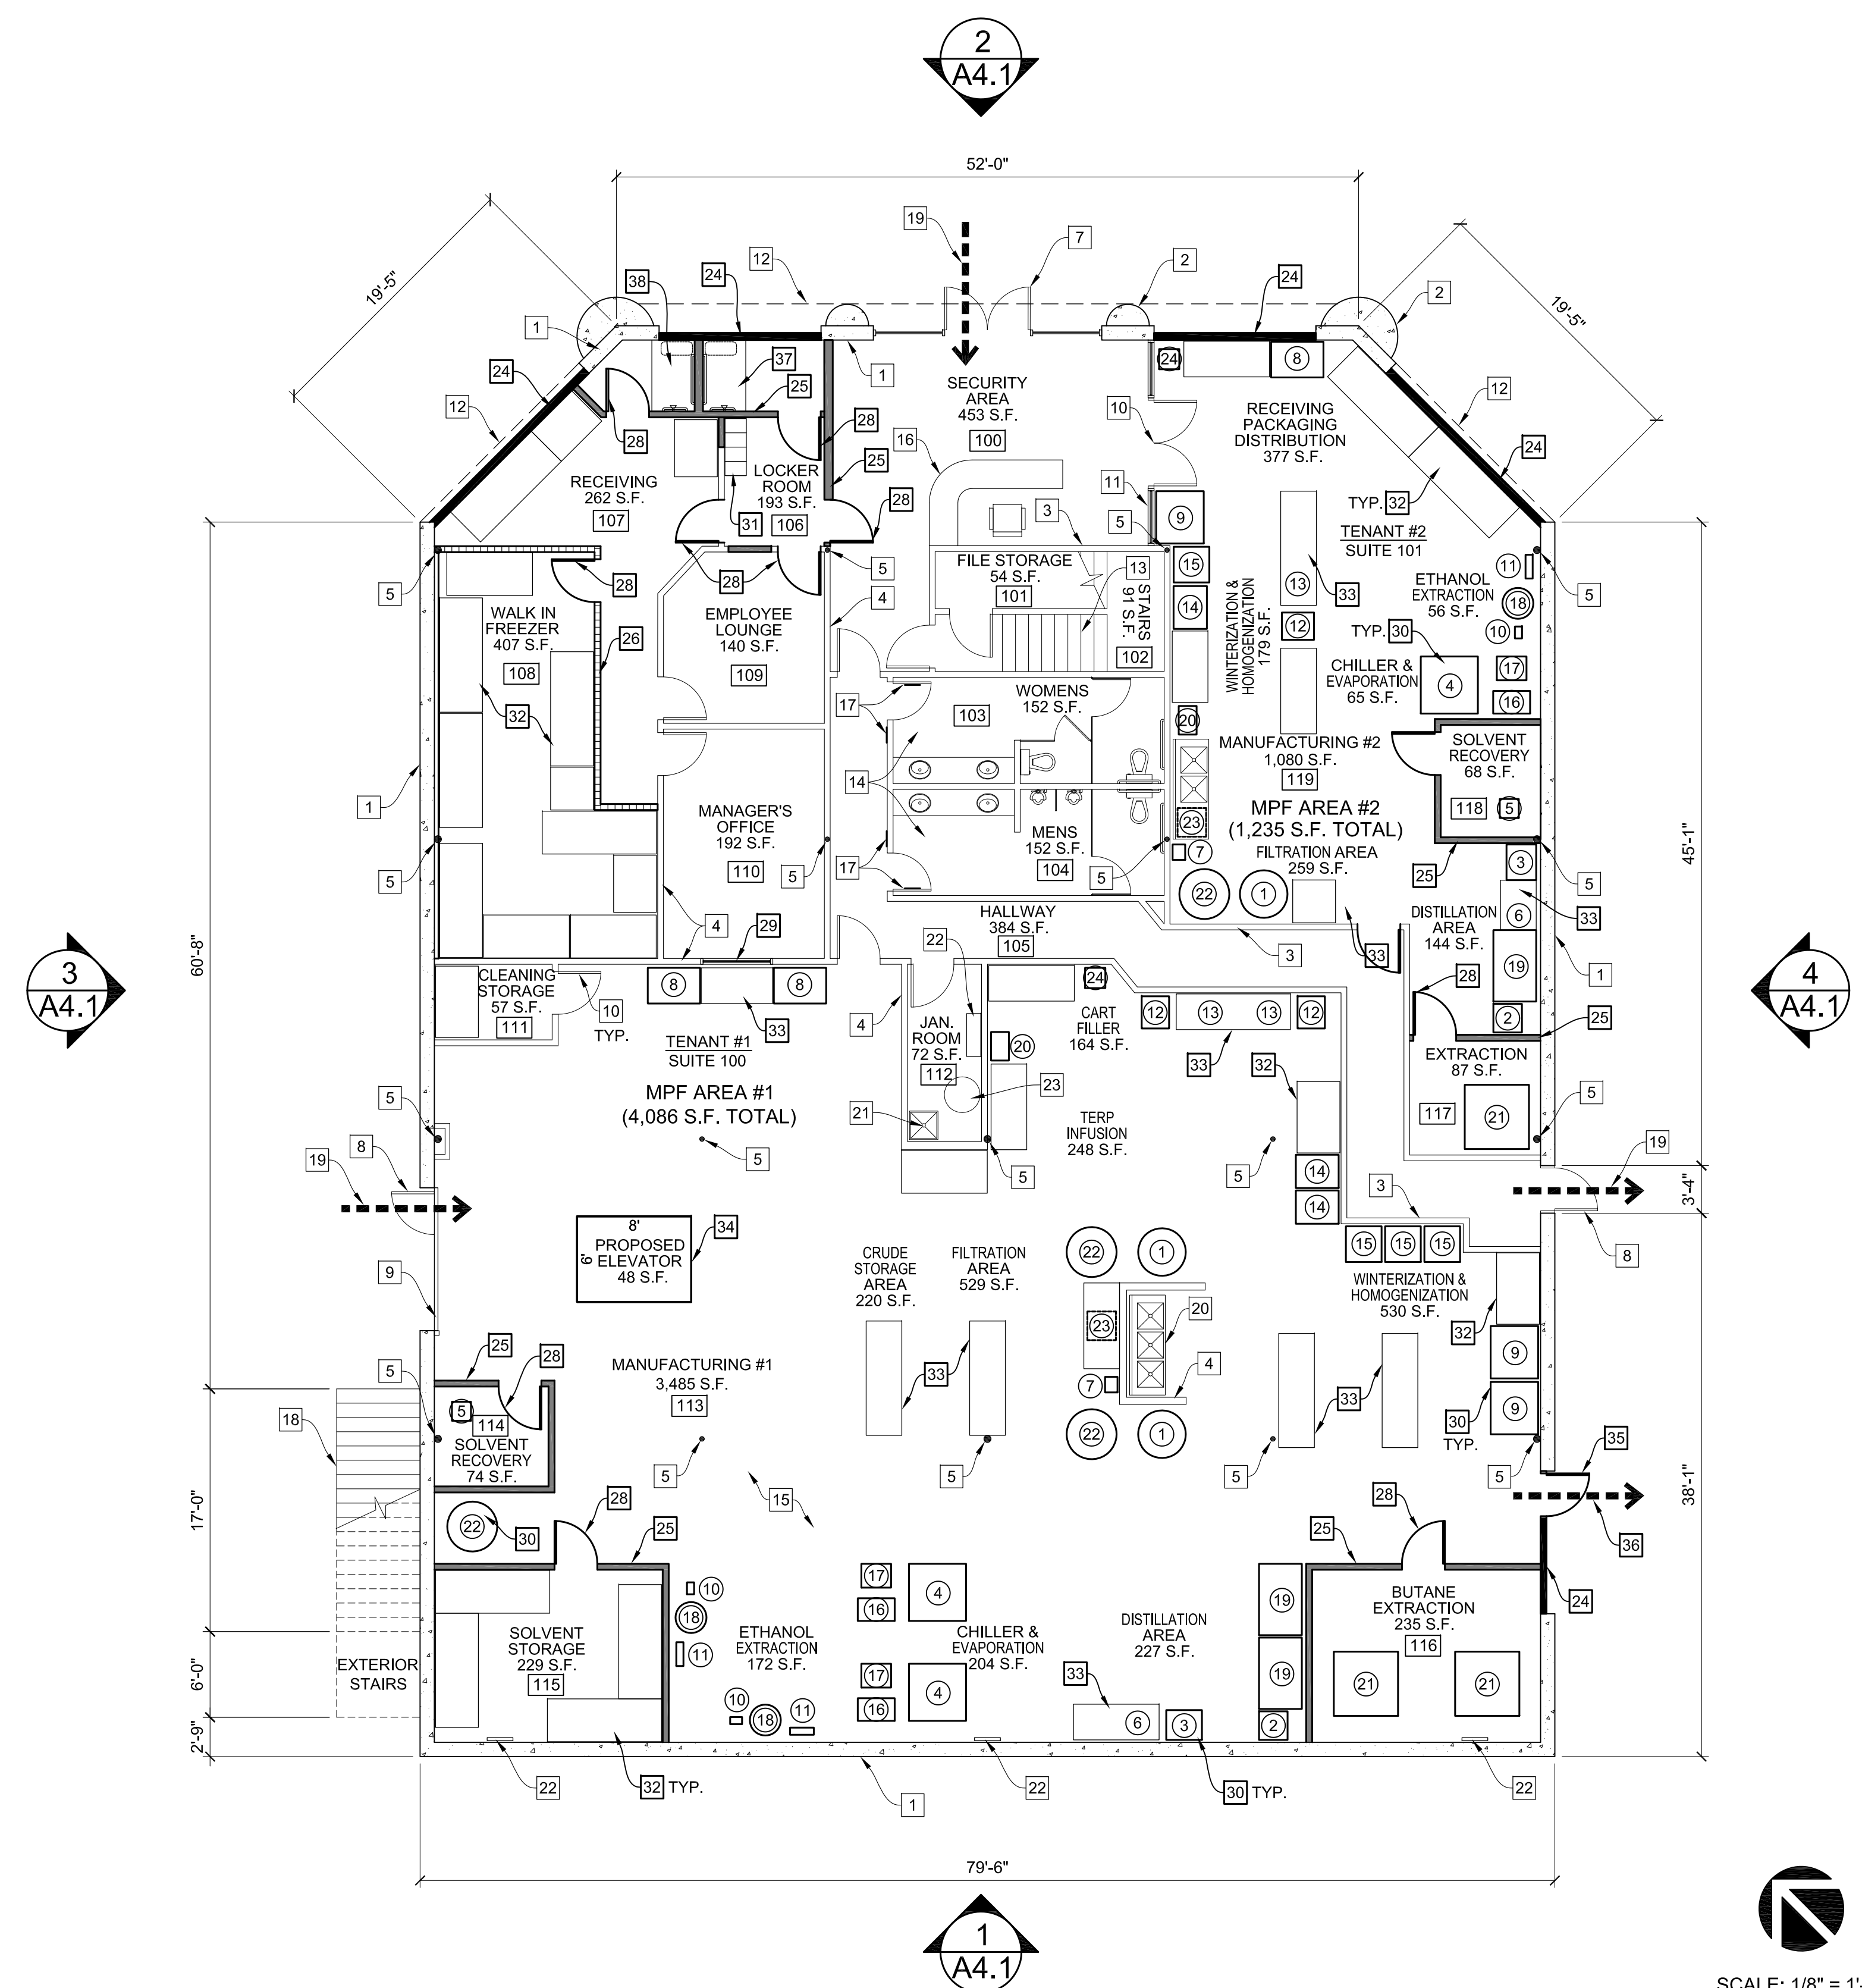 2
A4.1
52'-0"
19
7
12
24
38
2
24
2
19'-5"
19'-5"
1
37
1
24
8
24
25
12
12
24
28
28
25
SECURITY
AREA
453 S.F.
100
10
16
RECEIVING
PACKAGING
DISTRIBUTION
377 S.F.
24
RECEIVING
262 S.F.
107
LOCKER
ROOM
193 S.F.
106
31
28
28
3
11
5
9
TYP. 32
TENANT #2
SUITE 101
5
28
5
4
FILE STORAGE
54 S.F.
101
13
STAIRS
91 S.F.
102
15
14
13
33
12
WINTERIZATION &
HOMOGENIZATION
179 S.F.
11
ETHANOL
EXTRACTION
56 S.F.
18
10
5
TYP. 30
WALK IN
FREEZER
407 S.F.
108
26
32
EMPLOYEE
LOUNGE
140 S.F.
109
CHILLER &
EVAPORATION
65 S.F.
4
17
16
17
103
WOMENS
152 S.F.
20
14
MANUFACTURING #2
1,080 S.F.
119
SOLVENT
RECOVERY
68 S.F.
118
5
1
60'-8"
45'-1"
MANAGER'S
OFFICE
192 S.F.
110
5
5
17
MENS
152 S.F.
104
5
23
7
MPF AREA #2
(1,235 S.F. TOTAL)
FILTRATION AREA
259 S.F.
22
1
33
25
3
5
6
33
DISTILLATION
AREA
144 S.F.
19
2
28
1
25
4
29
HALLWAY
384 S.F.
105
22
3
3
A4.1
4
A4.1
CLEANING
STORAGE
57 S.F.
111
10
TYP.
8
8
33
4
JAN.
ROOM
72 S.F.
112
23
21
24
20
CART
FILLER
164 S.F.
12
13
13
12
33
32
TENANT #1
SUITE 100
MPF AREA #1
(4,086 S.F. TOTAL)
EXTRACTION
87 S.F.
117
21
5
5
5
5
TERP
INFUSION
248 S.F.
5
14
14
3
19
8
19
3'-4"
8
8'
6'
PROPOSED
ELEVATOR
48 S.F.
34
9
CRUDE
STORAGE
AREA
220 S.F.
FILTRATION
AREA
529 S.F.
22
1
15
15
15
WINTERIZATION &
HOMOGENIZATION
530 S.F.
23
20
4
7
32
9
9
30
TYP.
25
28
5
MANUFACTURING #1
3,485 S.F.
113
33
33
18
5
114
SOLVENT
RECOVERY
74 S.F.
22
1
5
5
5
5
35
38'-1"
17'-0"
15
22
30
28
25
28
25
36
24
10
18
11
17
16
4
19
19
BUTANE
EXTRACTION
235 S.F.
116
21
21
SOLVENT
STORAGE
229 S.F.
115
ETHANOL
EXTRACTION
172 S.F.
CHILLER &
EVAPORATION
204 S.F.
DISTILLATION
AREA
227 S.F.
EXTERIOR
STAIRS
6'-0"
2'-9"
10
18
11
17
16
4
33
6
3
2
22
32 TYP.
22
30 TYP.
22
1
79'-6"
1
A4.1
SCALE: 1/8" = 1'-